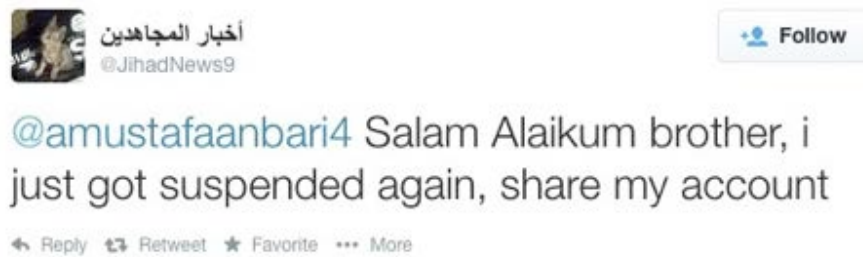 أخبار المجاهدين
Follow
@JihadNews9
@amustafaanbari4 Salam Alaikum brother, i
just got suspended again, share my account
Reply Retweet Favorite More